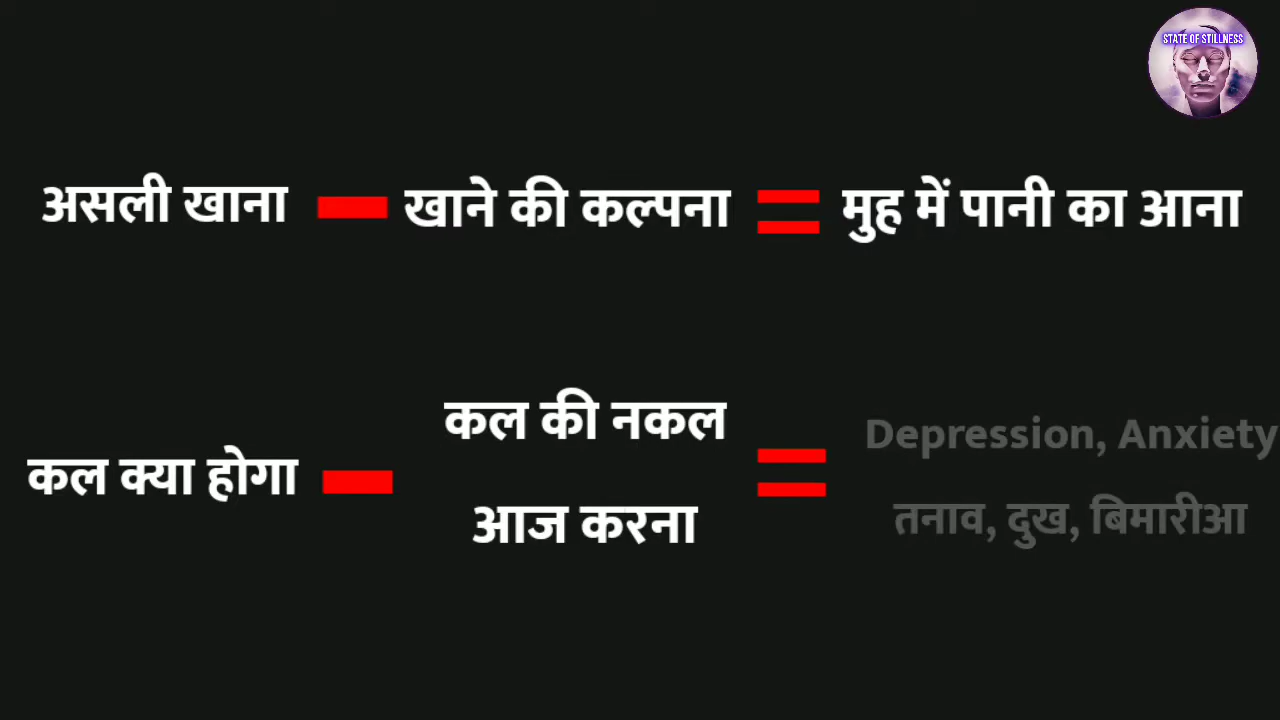 STATE OF STILLNESS
असली खाना - खाने की कल्पना = मुह में पानी का आना
कल की नकल
कल क्या होगा - = Depression, Anxiety
आज करना
तनाव, दुख, बिमारीआ